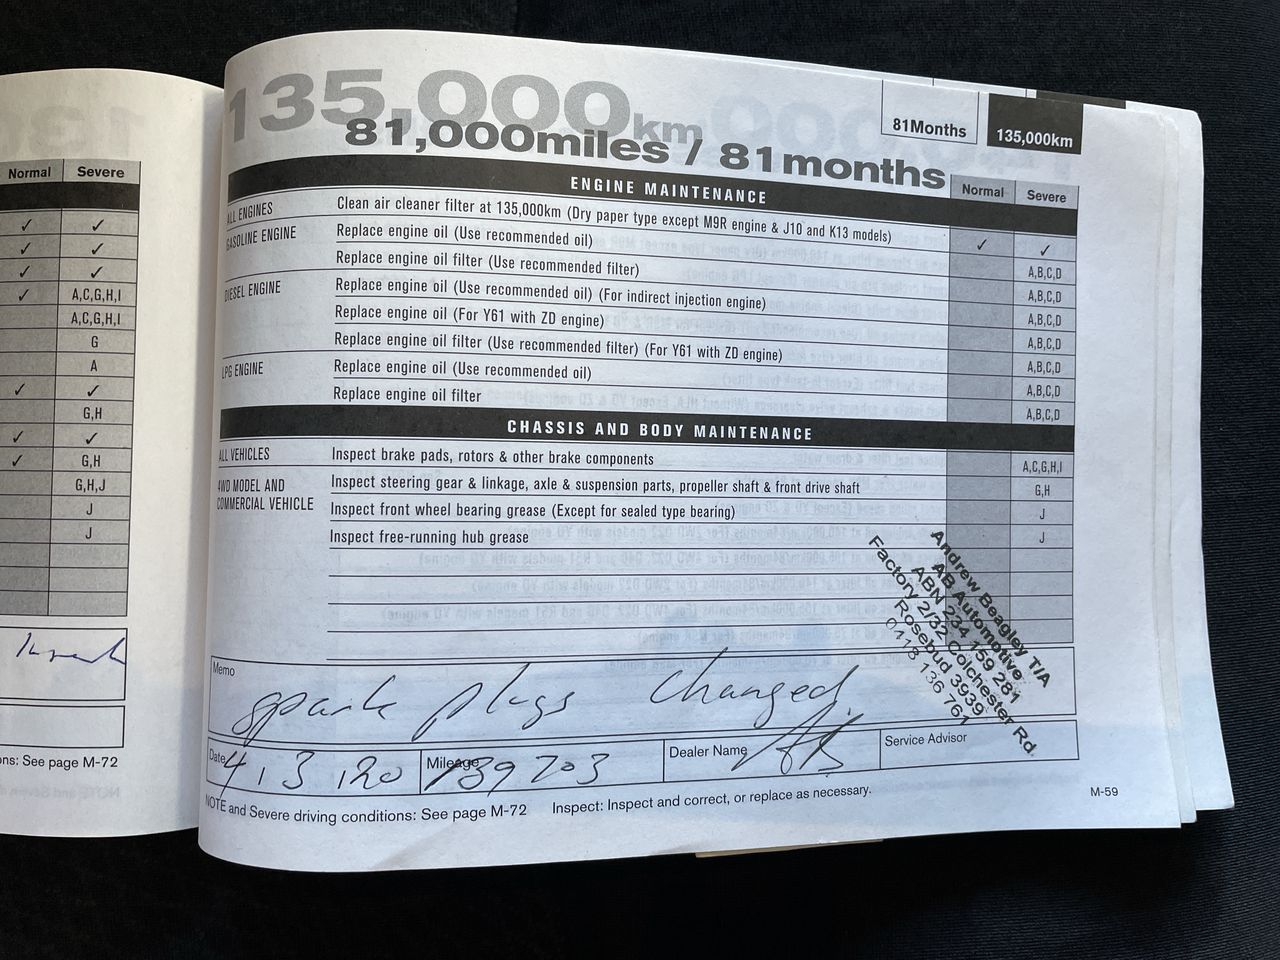 Normal Severe
✓ ✓
✓ ✓
✓ ✓
✓ A,C,G,H,I
A,C,G,H,I
G
A
✓ ✓
G,H
✓ ✓
✓ G,H
G,H,J
J
J
ns: See page M-72
135,000km
81,000miles / 81months
81Months
135,000km
ENGINE MAINTENANCE Normal Severe
ALL ENGINES Clean air cleaner filter at 135,000km (Dry paper type except M9R engine & J10 and K13 models) ✓ ✓
GASOLINE ENGINE Replace engine oil (Use recommended oil) A,B,C,D
Replace engine oil filter (Use recommended filter) A,B,C,D
DIESEL ENGINE Replace engine oil (Use recommended oil) (For indirect injection engine) A,B,C,D
Replace engine oil (For Y61 with ZD engine) A,B,C,D
Replace engine oil filter (Use recommended filter) (For Y61 with ZD engine) A,B,C,D
LPG ENGINE Replace engine oil (Use recommended oil) A,B,C,D
Replace engine oil filter A,B,C,D
CHASSIS AND BODY MAINTENANCE
ALL VEHICLES Inspect brake pads, rotors & other brake components A,C,G,H,I
4WD MODEL AND COMMERCIAL VEHICLE Inspect steering gear & linkage, axle & suspension parts, propeller shaft & front drive shaft G,H
Inspect front wheel bearing grease (Except for sealed type bearing) J
Inspect free-running hub grease J
Andrew Beagley T/A
AB Automotive
ABN 234 159 281
Factory 2/32 Colchester Rd.
Rosebud 3939
0418 136 761
Memo
spark plugs changed
Date 4 / 3 / 20 Mileage 139703 Dealer Name Service Advisor
NOTE and Severe driving conditions: See page M-72 Inspect: Inspect and correct, or replace as necessary.
M-59